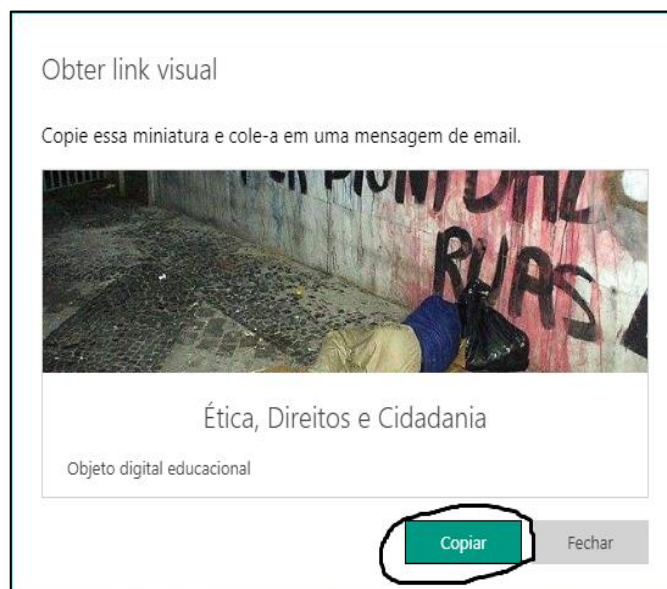 Obter link visual
Copie essa miniatura e cole-a em uma mensagem de email.
RUAS
Ética, Direitos e Cidadania
Objeto digital educacional
Copiar
Fechar